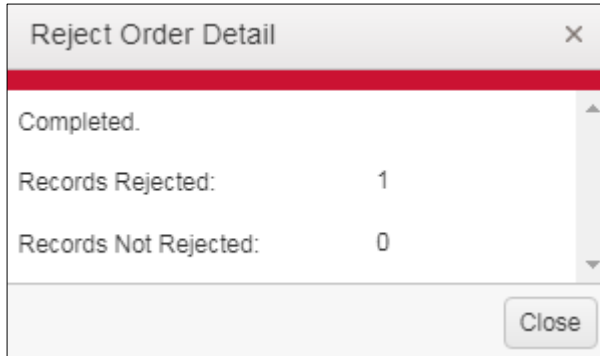 Reject Order Detail ×
Completed.
Records Rejected: 1
Records Not Rejected: 0
Close